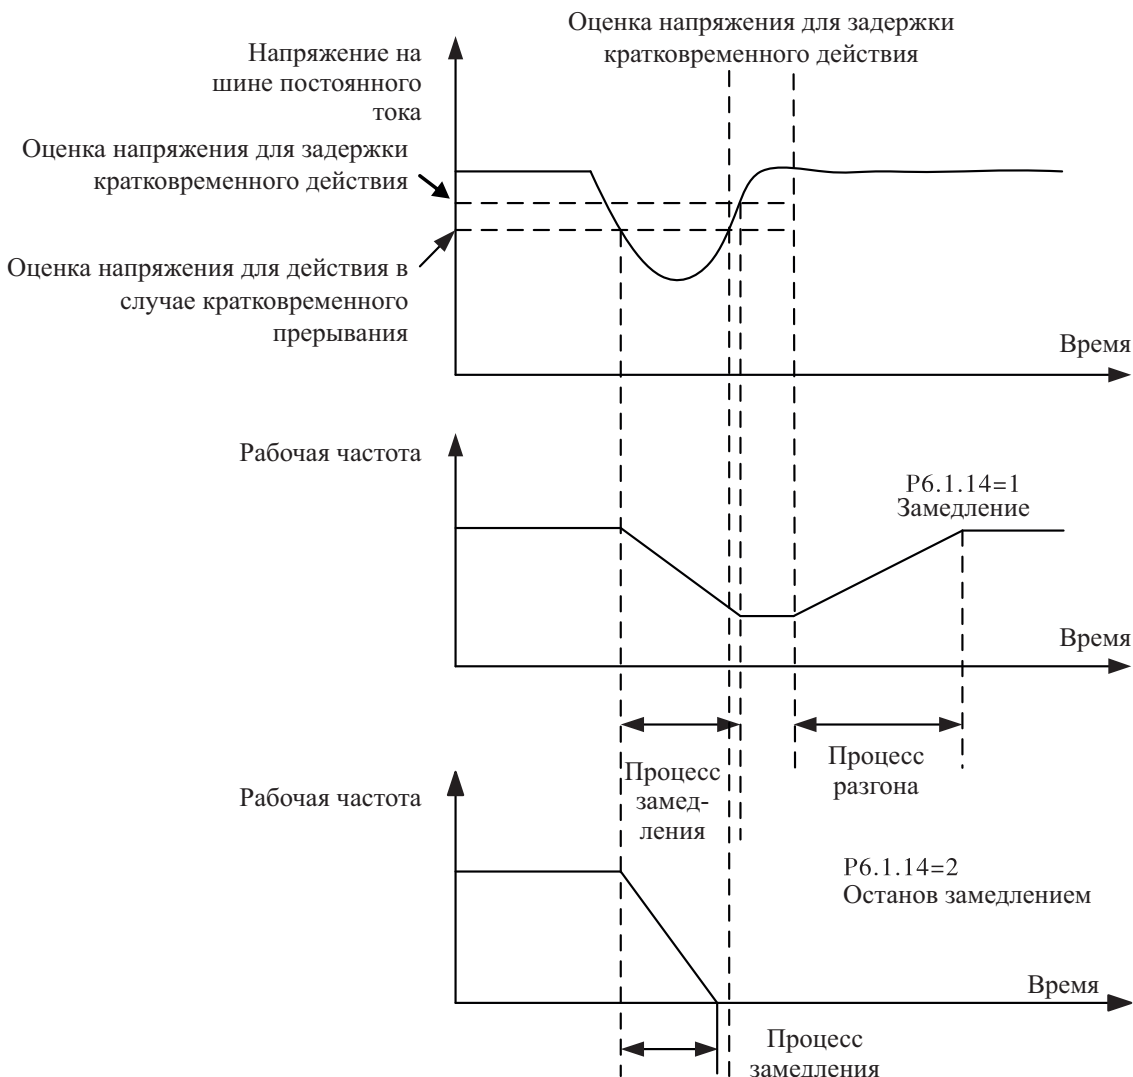 Оценка напряжения для задержки
кратковременного действия
Напряжение на
шине постоянного
тока
Оценка напряжения для задержки
кратковременного действия
Оценка напряжения для действия в
случае кратковременного
прерывания
Время
Рабочая частота
P6.1.14=1
Замедление
Время
Процесс
замед-
ления
Процесс
разгона
Рабочая частота
P6.1.14=2
Останов замедлением
Время
Процесс
замедления